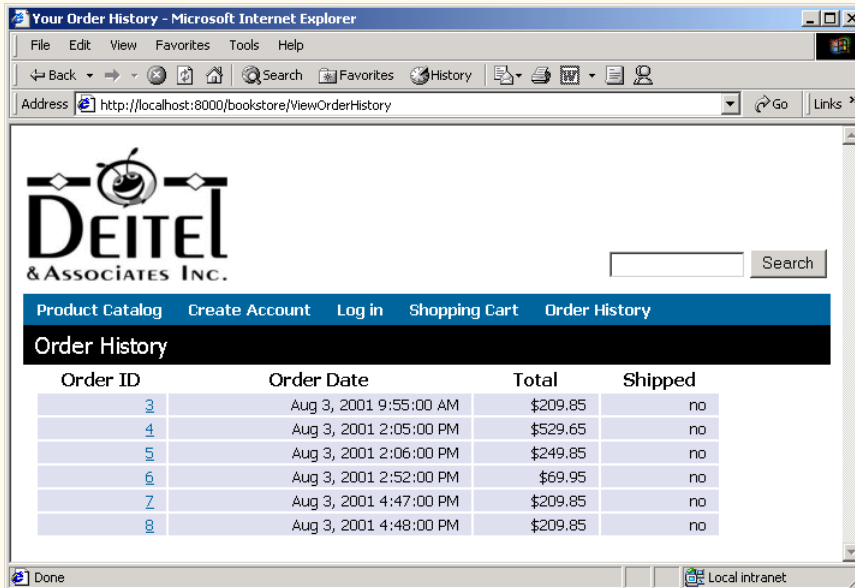 Your Order History - Microsoft Internet Explorer
File Edit View Favorites Tools Help
Back Search Favorites History
Address http://localhost:8000/bookstore/ViewOrderHistory Go Links
DEITEL
& ASSOCIATES INC.
Search
Product Catalog Create Account Log in Shopping Cart Order History
Order History
Order ID Order Date Total Shipped
3 Aug 3, 2001 9:55:00 AM $209.85 no
4 Aug 3, 2001 2:05:00 PM $529.65 no
5 Aug 3, 2001 2:06:00 PM $249.85 no
6 Aug 3, 2001 2:52:00 PM $69.95 no
7 Aug 3, 2001 4:47:00 PM $209.85 no
8 Aug 3, 2001 4:48:00 PM $209.85 no
Done Local intranet